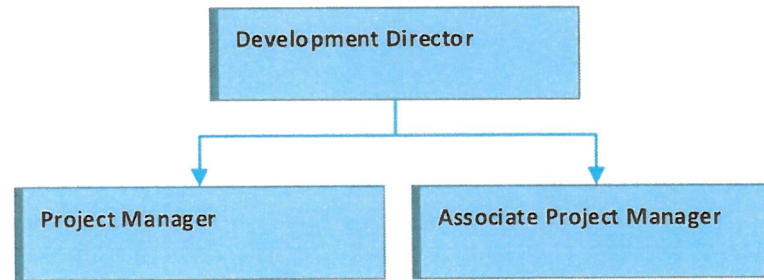 Development Director
Project Manager
Associate Project Manager